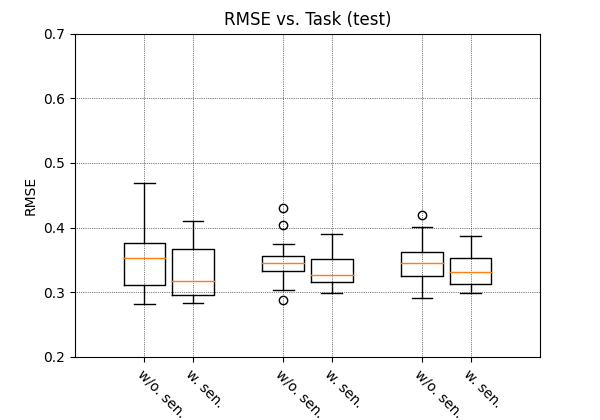 RMSE vs. Task (test)
0.7
0.6
0.5
0.4
0.3
0.2
RMSE
w/o. sen.
w. sen.
w/o. sen.
w. sen.
w/o. sen.
w. sen.